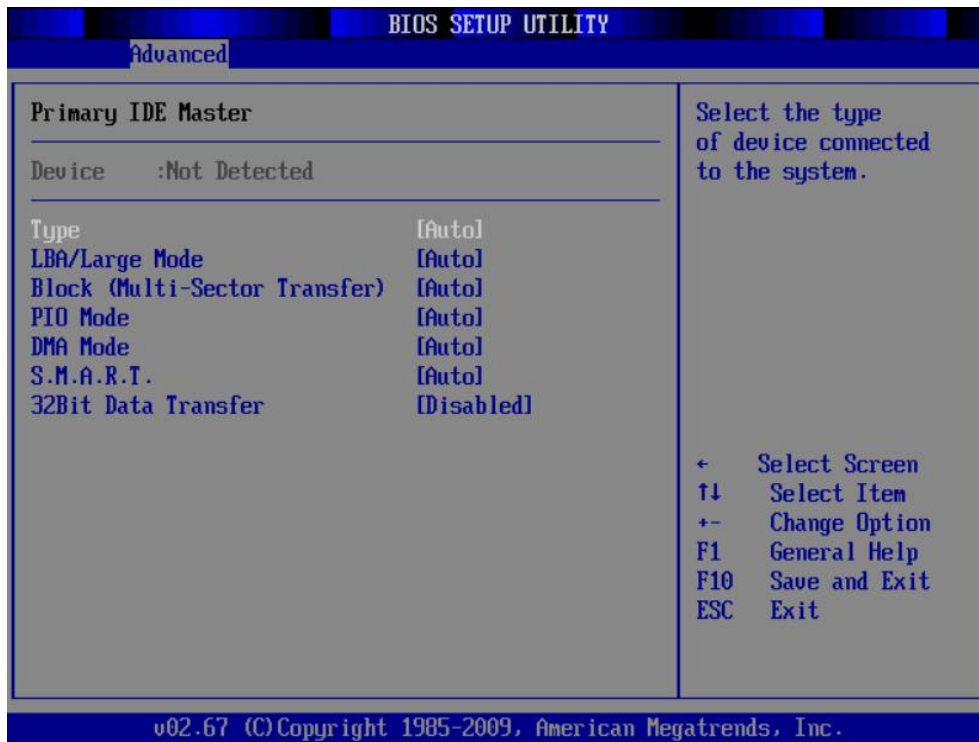 BIOS SETUP UTILITY
Advanced
Primary IDE Master
Device :Not Detected
Type [Auto]
LBA/Large Mode [Auto]
Block (Multi-Sector Transfer) [Auto]
PIO Mode [Auto]
DMA Mode [Auto]
S.M.A.R.T. [Auto]
32Bit Data Transfer [Disabled]
Select the type
of device connected
to the system.
← Select Screen
↑↓ Select Item
+- Change Option
F1 General Help
F10 Save and Exit
ESC Exit
v02.67 (C)Copyright 1985-2009, American Megatrends, Inc.